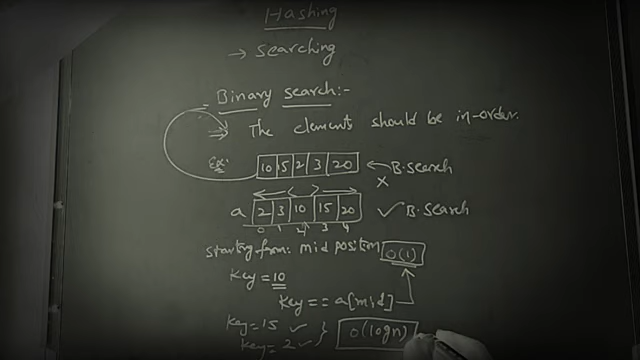 Hashing
→ Searching
Binary search:-
⇒ The elements should be in-order.
Ex: 10 15 2 3 20 ← B.search ×
a 2 3 10 15 20 ✓ B.search
0 1 2 3 4
starting from: mid position O(1)
Key = 10
Key == a[mid]
Key = 15 ✓
Key = 2 ✓ } O(logn)